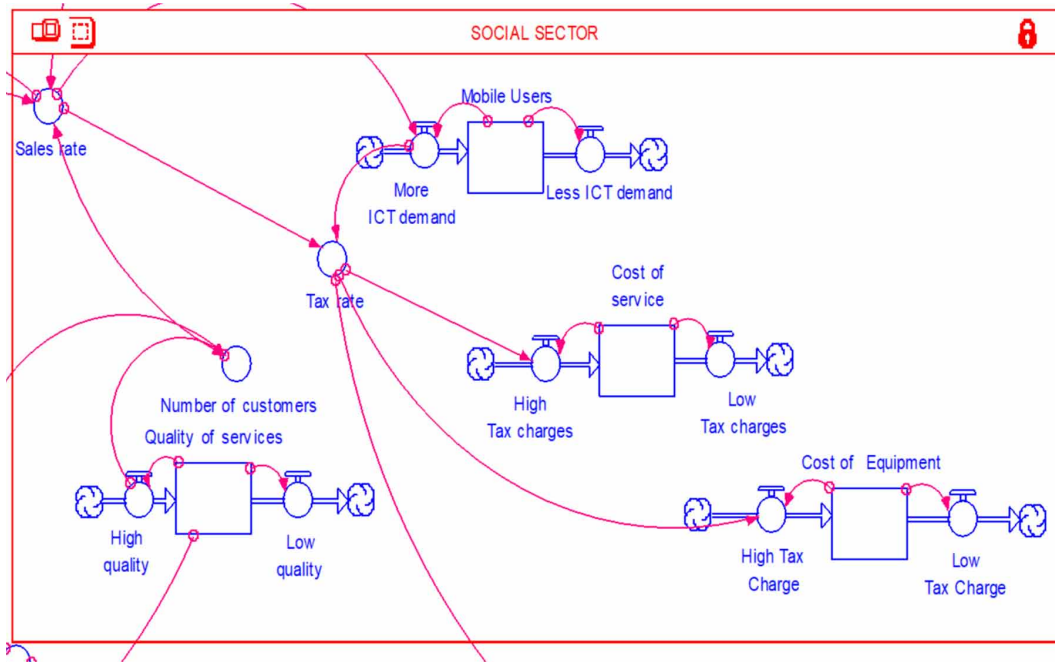 SOCIAL SECTOR
Mobile Users
Sales rate
More
ICT demand
Less ICT demand
Cost of
service
Tax rate
High
Tax charges
Low
Tax charges
Number of customers
Quality of services
Cost of Equipment
High
quality
Low
quality
High Tax
Charge
Low
Tax Charge